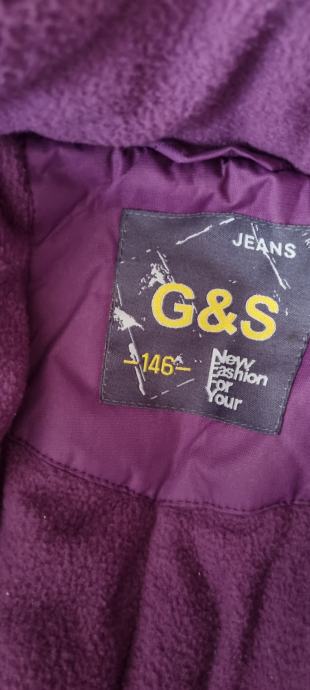 JEANS
G&S
-146-
New
Fashion
For
Your